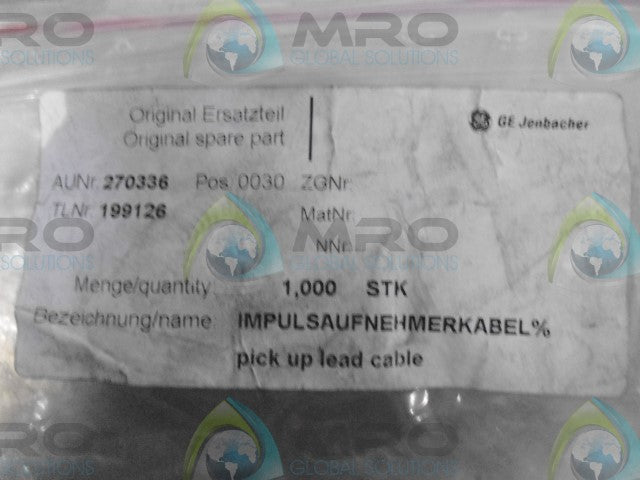 Original Ersatzteil
Original spare part
GE Jenbacher
AUNr. 270336 Pos. 0030 ZGNr.
TLNr. 199126 MatNr.
NNr.
Menge/quantity: 1,000 STK
Bezeichnung/name IMPULSAUFNEHMERKABEL%
pick up lead cable
MRO
GLOBAL SOLUTIONS